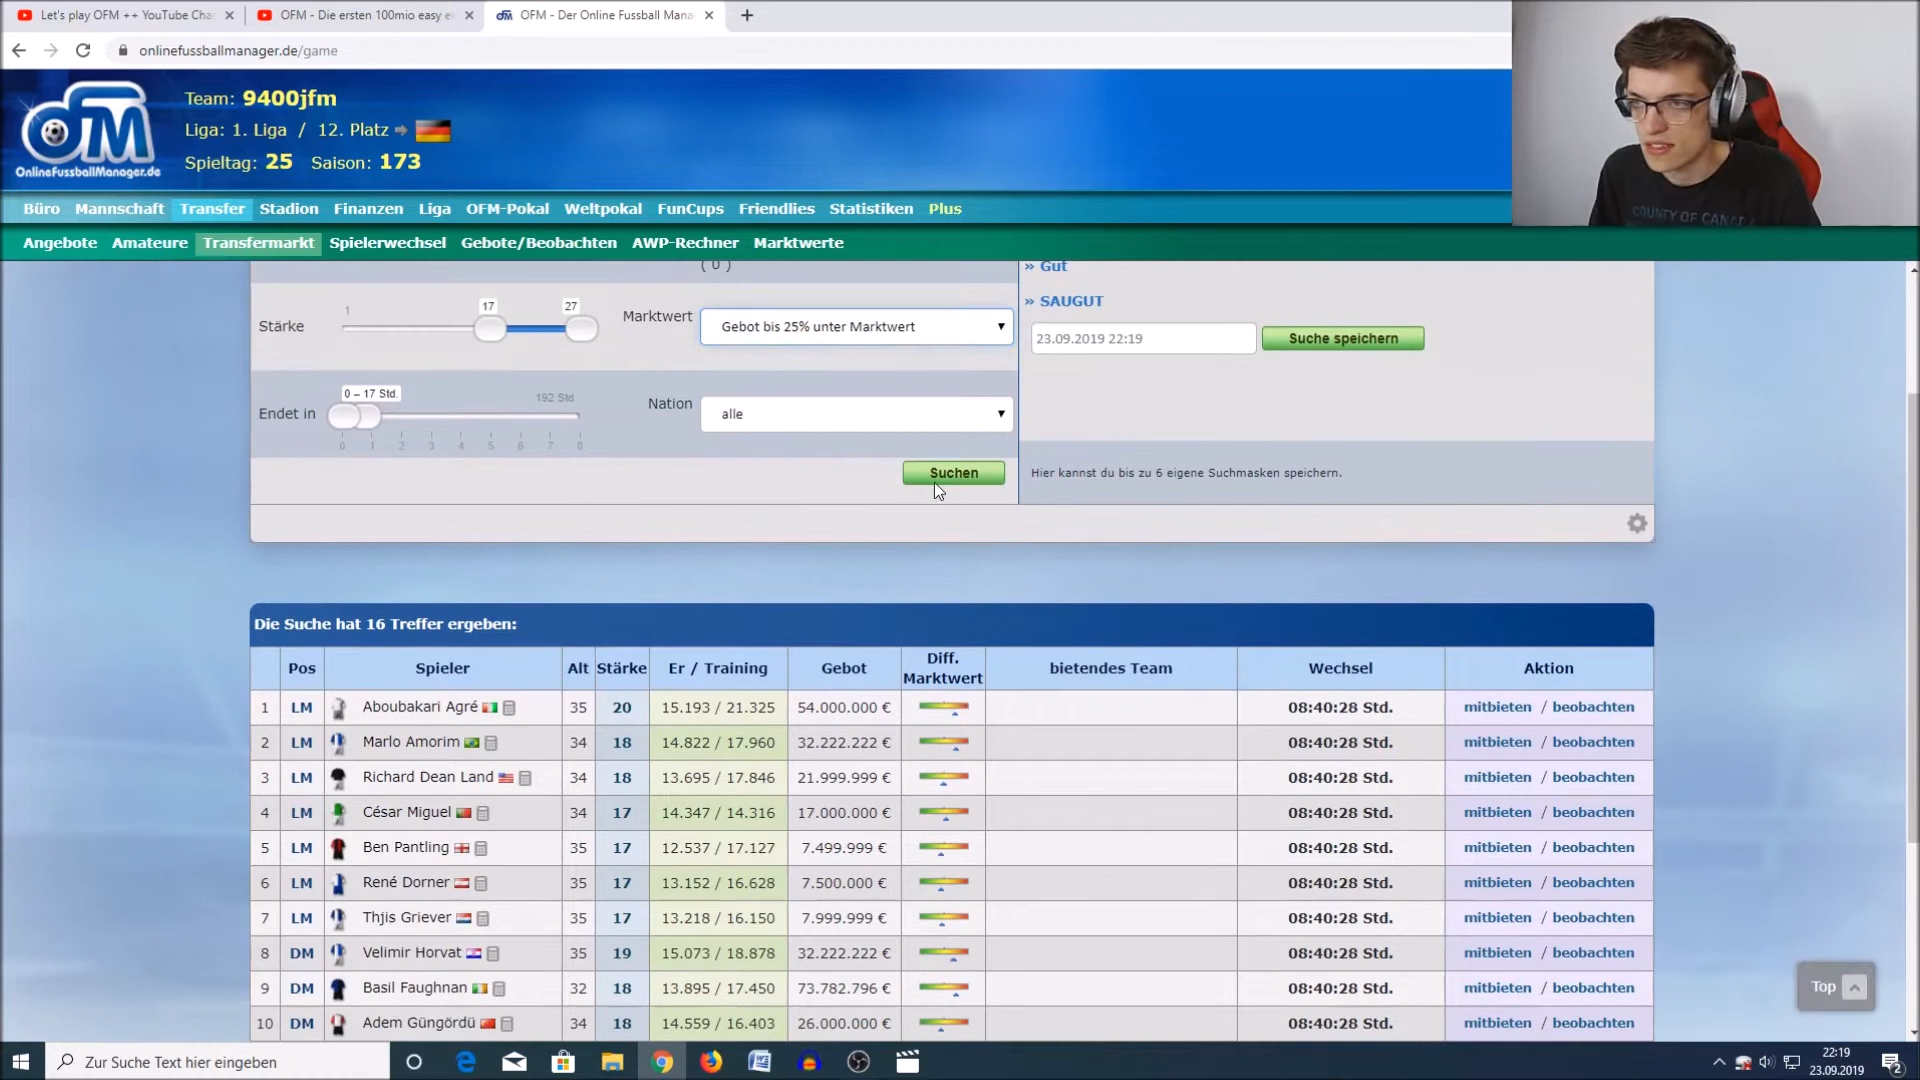 Let's play OFM ++ YouTube Cha
OFM - Die ersten 100mio easy e
OFM - Der Online Fussball Mana
onlinefussballmanager.de/game
OFM
OnlineFussballManager.de
Team: 9400jfm
Liga: 1. Liga / 12. Platz
Spieltag: 25 Saison: 173
COUNTY OF CANA
Büro Mannschaft Transfer Stadion Finanzen Liga OFM-Pokal Weltpokal FunCups Friendlies Statistiken Plus
Angebote Amateure Transfermarkt Spielerwechsel Gebote/Beobachten AWP-Rechner Marktwerte
( 0 )
» Gut
» SAUGUT
Stärke 1 17 27 Marktwert Gebot bis 25% unter Marktwert
23.09.2019 22:19 Suche speichern
Endet in 0 – 17 Std. 192 Std. Nation alle
0 1 2 3 4 5 6 7 8
Suchen
Hier kannst du bis zu 6 eigene Suchmasken speichern.
Die Suche hat 16 Treffer ergeben:
Pos Spieler Alt Stärke Er / Training Gebot Diff. Marktwert bietendes Team Wechsel Aktion
1 LM Aboubakari Agré 35 20 15.193 / 21.325 54.000.000 € 08:40:28 Std. mitbieten / beobachten
2 LM Marlo Amorim 34 18 14.822 / 17.960 32.222.222 € 08:40:28 Std. mitbieten / beobachten
3 LM Richard Dean Land 34 18 13.695 / 17.846 21.999.999 € 08:40:28 Std. mitbieten / beobachten
4 LM César Miguel 34 17 14.347 / 14.316 17.000.000 € 08:40:28 Std. mitbieten / beobachten
5 LM Ben Pantling 35 17 12.537 / 17.127 7.499.999 € 08:40:28 Std. mitbieten / beobachten
6 LM René Dorner 35 17 13.152 / 16.628 7.500.000 € 08:40:28 Std. mitbieten / beobachten
7 LM Thjis Griever 35 17 13.218 / 16.150 7.999.999 € 08:40:28 Std. mitbieten / beobachten
8 DM Velimir Horvat 35 19 15.073 / 18.878 32.222.222 € 08:40:28 Std. mitbieten / beobachten
9 DM Basil Faughnan 32 18 13.895 / 17.450 73.782.796 € 08:40:28 Std. mitbieten / beobachten
10 DM Adem Güngördü 34 18 14.559 / 16.403 26.000.000 € 08:40:28 Std. mitbieten / beobachten
Top
Zur Suche Text hier eingeben
22:19
23.09.2019
2